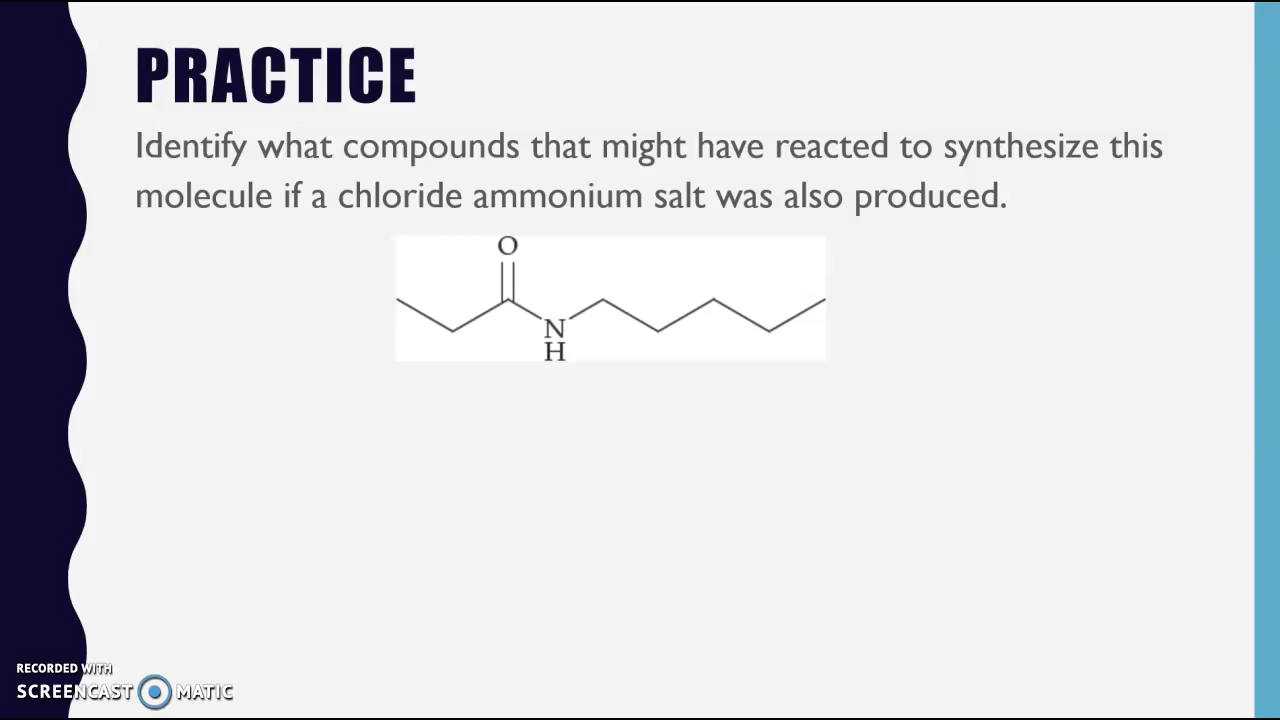 PRACTICE
Identify what compounds that might have reacted to synthesize this
molecule if a chloride ammonium salt was also produced.
O
N
H
RECORDED WITH
SCREENCAST MATIC